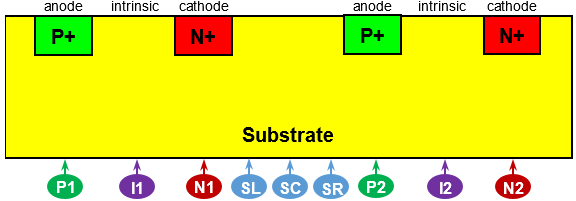 anode intrinsic cathode anode intrinsic cathode
P+ N+ P+ N+
Substrate
P1 I1 N1 SL SC SR P2 I2 N2